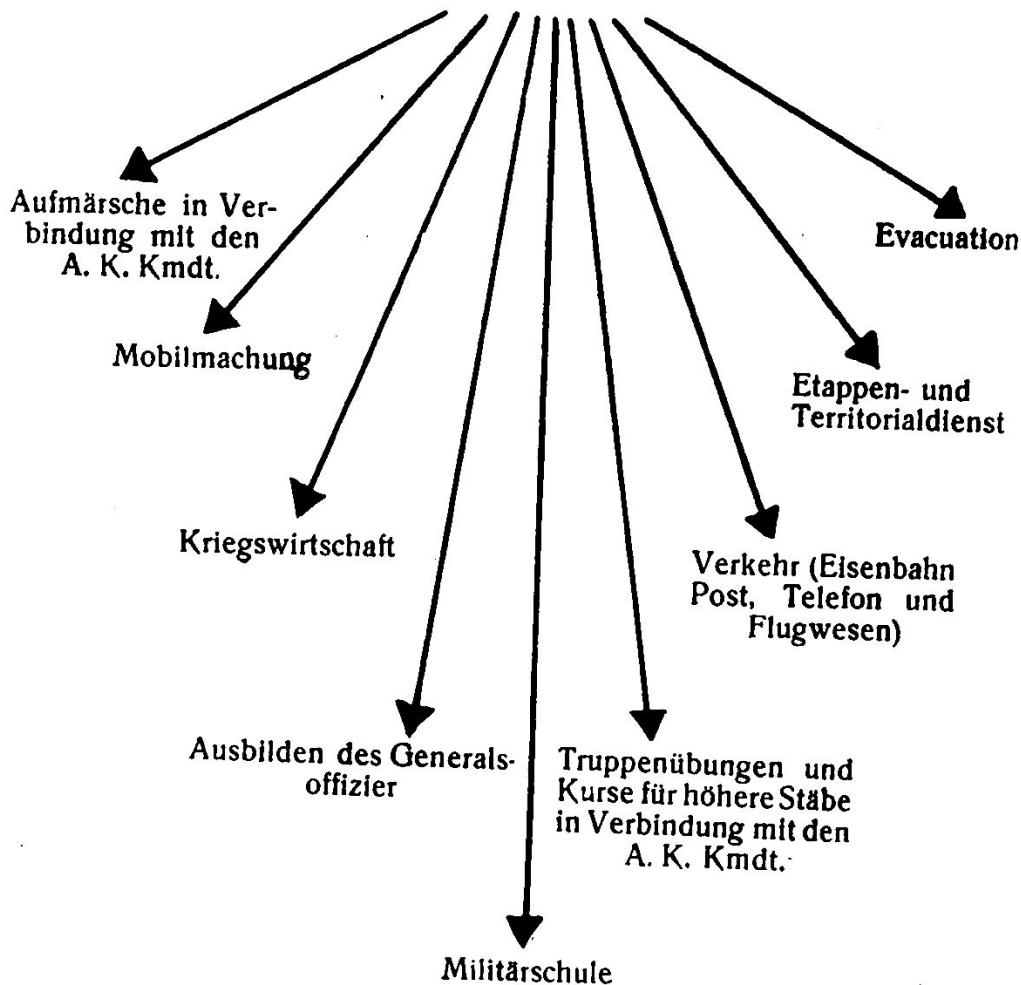 Aufmärsche in Ver-
bindung mit den
A. K. Kmdt.
Evacuation
Mobilmachung
Etappen- und
Territorialdienst
Kriegswirtschaft
Verkehr (Eisenbahn
Post, Telefon und
Flugwesen)
Ausbilden des Generals-
offizier
Truppenübungen und
Kurse für höhere Stäbe
in Verbindung mit den
A. K. Kmdt.
Militärschule